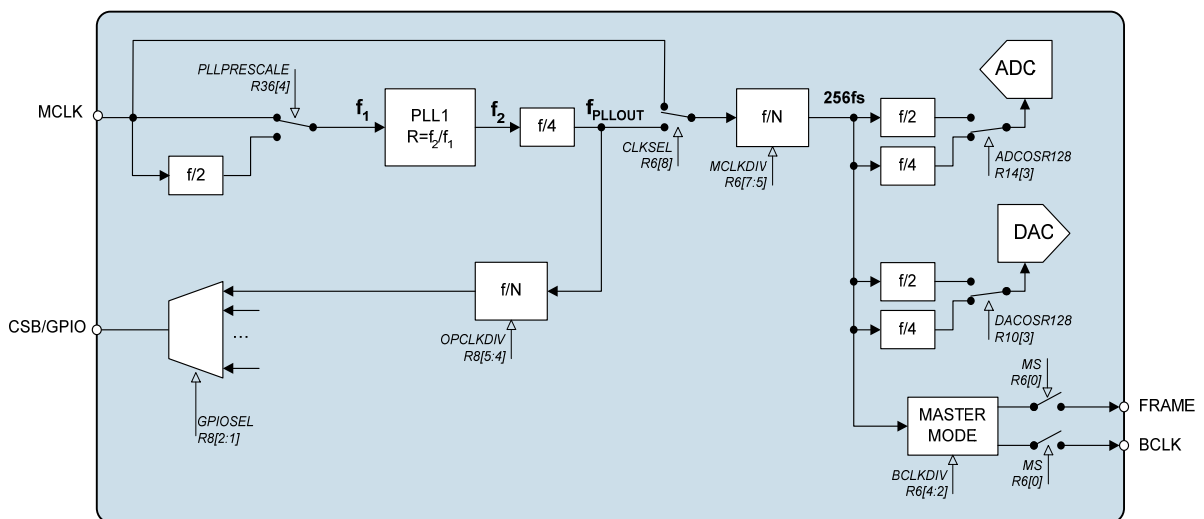 PLLPRESCALE
R36[4]
MCLK
f1
PLL1
R=f2/f1
f2
f/4
fPLLOUT
f/2
CLKSEL
R6[8]
f/N
MCLKDIV
R6[7:5]
256fs
f/2
f/4
ADC
ADCOSR128
R14[3]
DAC
f/2
f/4
DACOSR128
R10[3]
f/N
OPCLKDIV
R8[5:4]
CSB/GPIO
...
GPIOSEL
R8[2:1]
MASTER
MODE
BCLKDIV
R6[4:2]
MS
R6[0]
FRAME
BCLK
MS
R6[0]